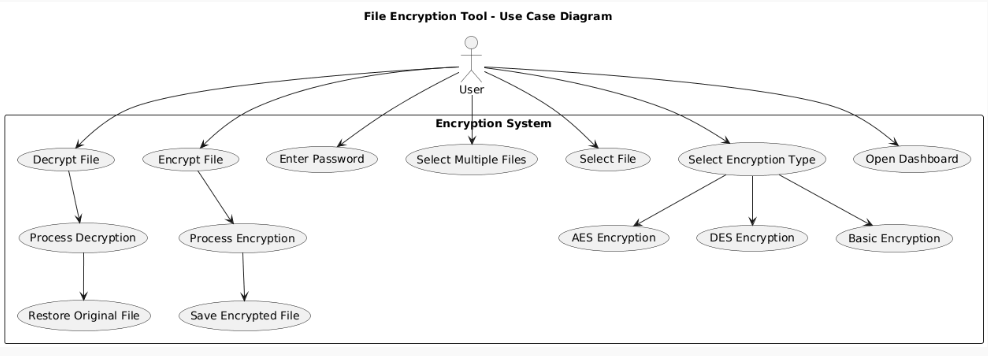 File Encryption Tool - Use Case Diagram
User
Encryption System
Decrypt File
Encrypt File
Enter Password
Select Multiple Files
Select File
Select Encryption Type
Open Dashboard
Process Decryption
Process Encryption
AES Encryption
DES Encryption
Basic Encryption
Restore Original File
Save Encrypted File